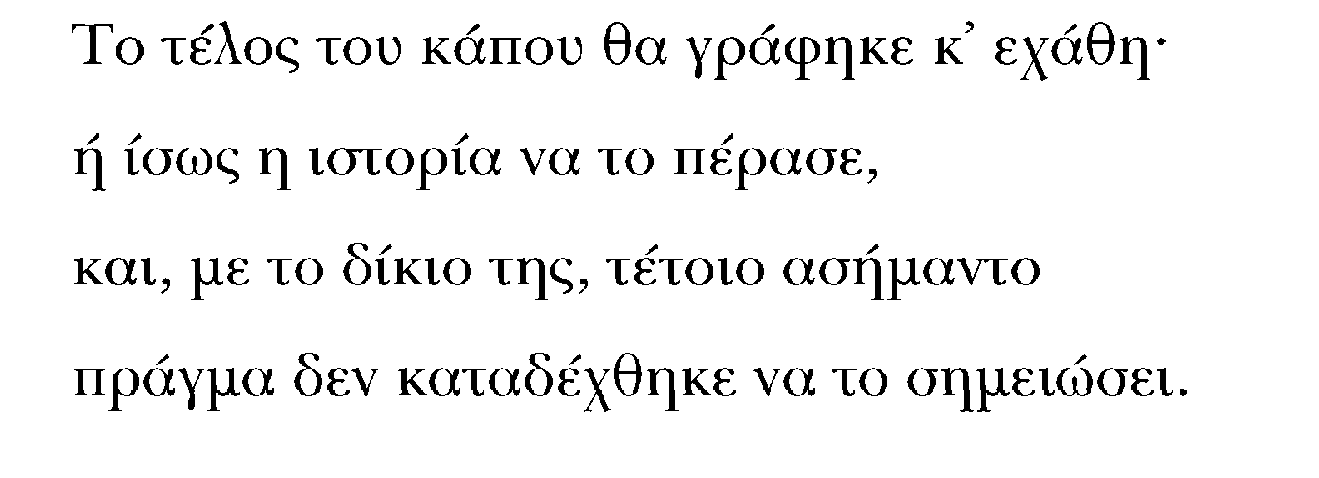 Το τέλος του κάπου θα γράφηκε κ’ εχάθη·
ή ίσως η ιστορία να το πέρασε,
και, με το δίκιο της, τέτοιο ασήμαντο
πράγμα δεν καταδέχθηκε να το σημειώσει.